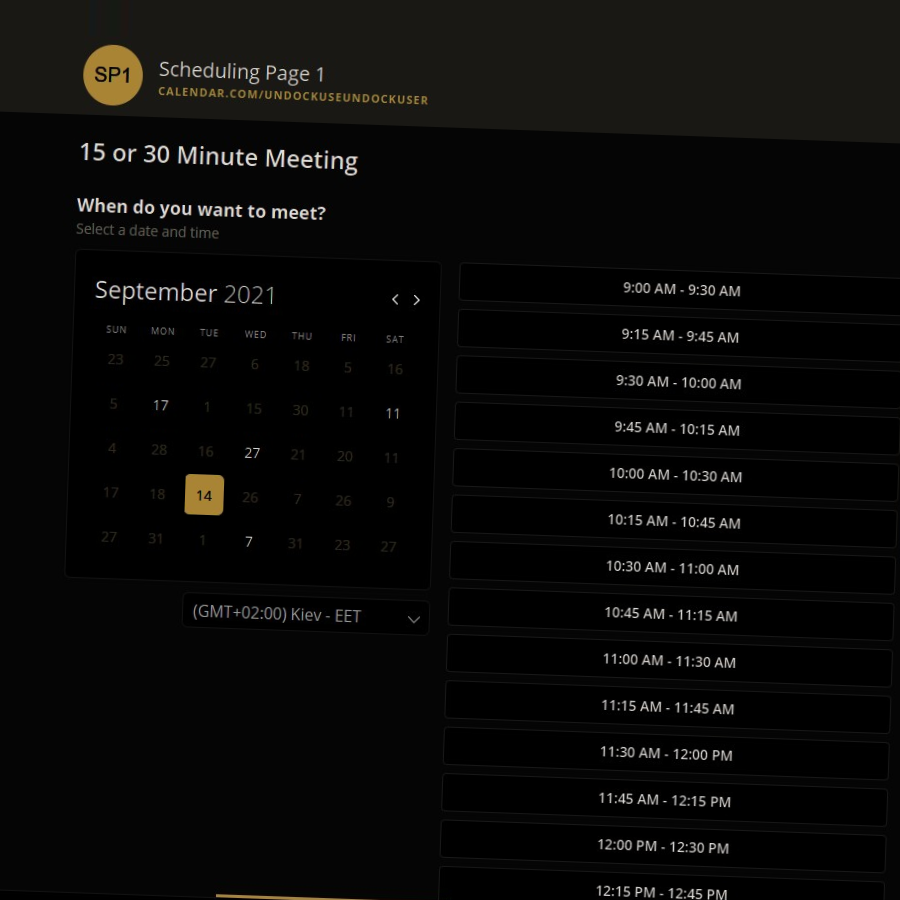 SP1
Scheduling Page 1
CALENDAR.COM/UNDOCKUSEUNDOCKUSER
15 or 30 Minute Meeting
When do you want to meet?
Select a date and time
September 2021
SUN MON TUE WED THU FRI SAT
23 25 27 6 18 5 16
5 17 1 15 30 11 11
4 28 16 27 21 20 11
17 18 14 26 7 26 9
27 31 1 7 31 23 27
(GMT+02:00) Kiev - EET
9:00 AM - 9:30 AM
9:15 AM - 9:45 AM
9:30 AM - 10:00 AM
9:45 AM - 10:15 AM
10:00 AM - 10:30 AM
10:15 AM - 10:45 AM
10:30 AM - 11:00 AM
10:45 AM - 11:15 AM
11:00 AM - 11:30 AM
11:15 AM - 11:45 AM
11:30 AM - 12:00 PM
11:45 AM - 12:15 PM
12:00 PM - 12:30 PM
12:15 PM - 12:45 PM